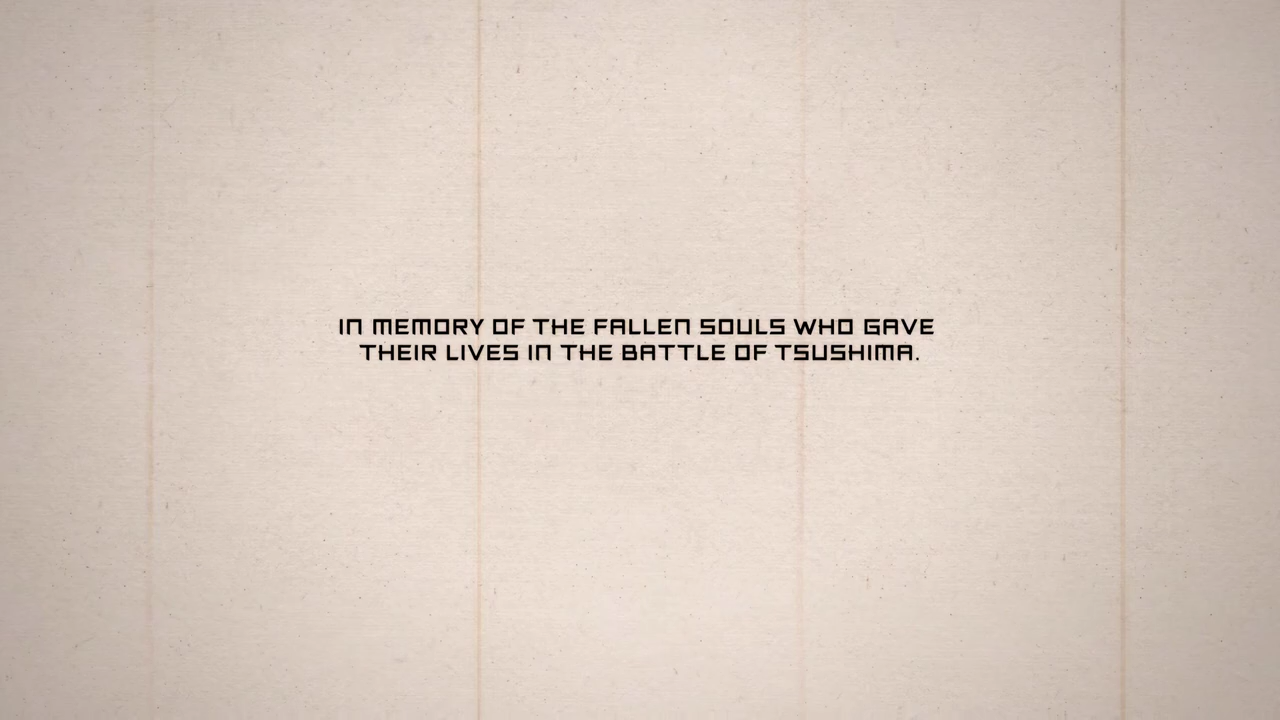 IN MEMORY OF THE FALLEN SOULS WHO GAVE
THEIR LIVES IN THE BATTLE OF TSUSHIMA.